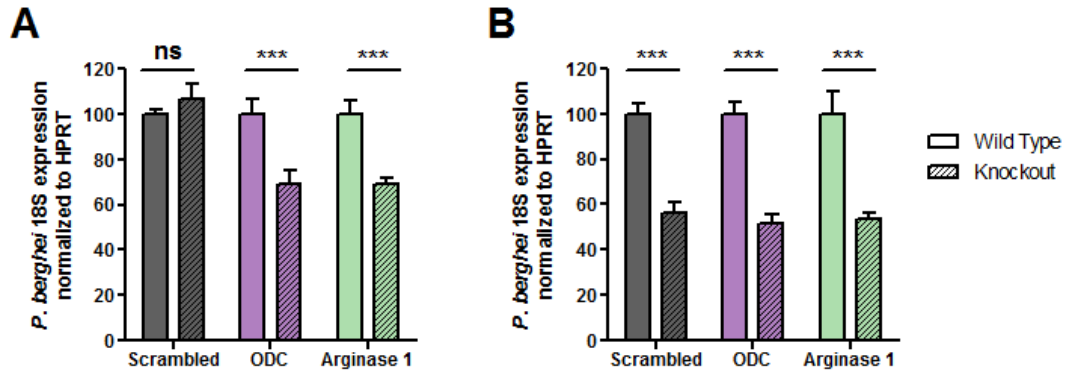 A
P. berghei 18S expression
normalized to HPRT
120
100
80
60
40
20
0
ns
***
***
Scrambled
ODC
Arginase 1
B
P. berghei 18S expression
normalized to HPRT
120
100
80
60
40
20
0
***
***
***
Scrambled
ODC
Arginase 1
Wild Type
Knockout